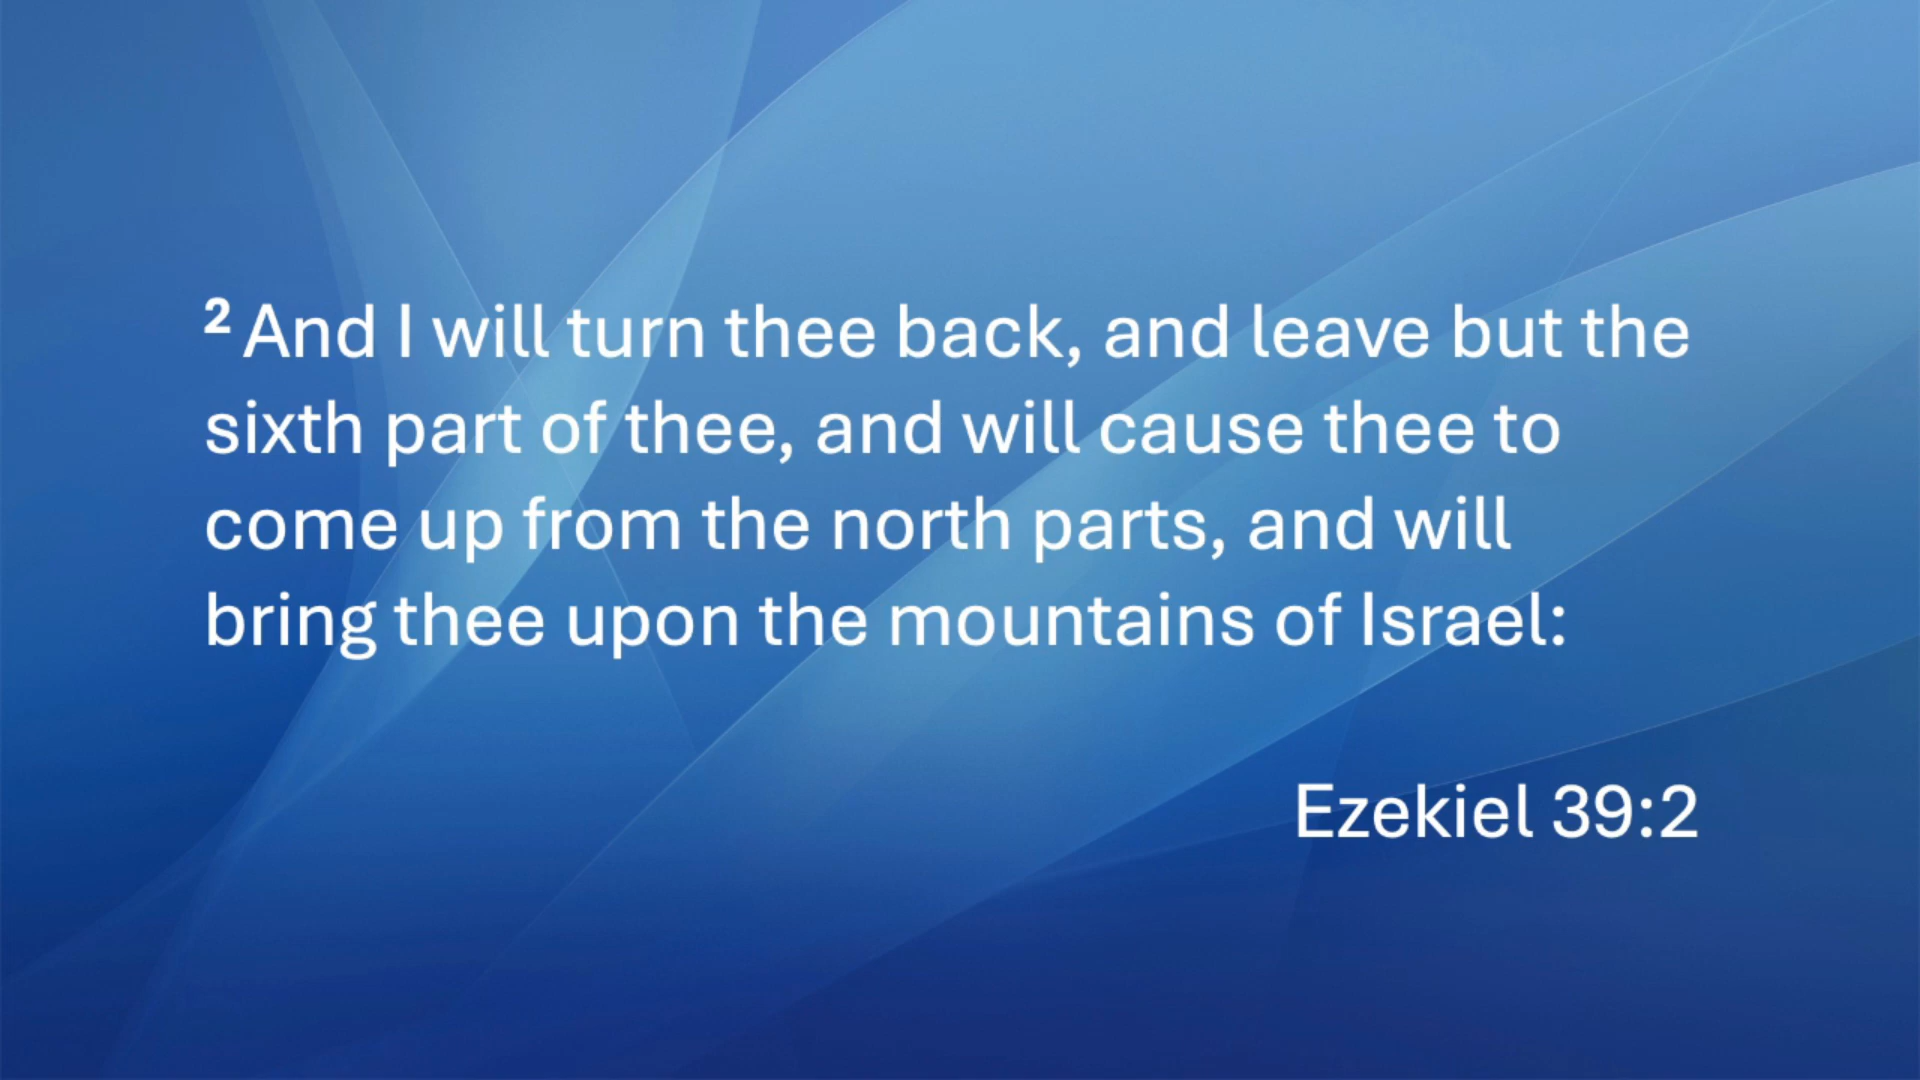 2 And I will turn thee back, and leave but the
sixth part of thee, and will cause thee to
come up from the north parts, and will
bring thee upon the mountains of Israel:
Ezekiel 39:2